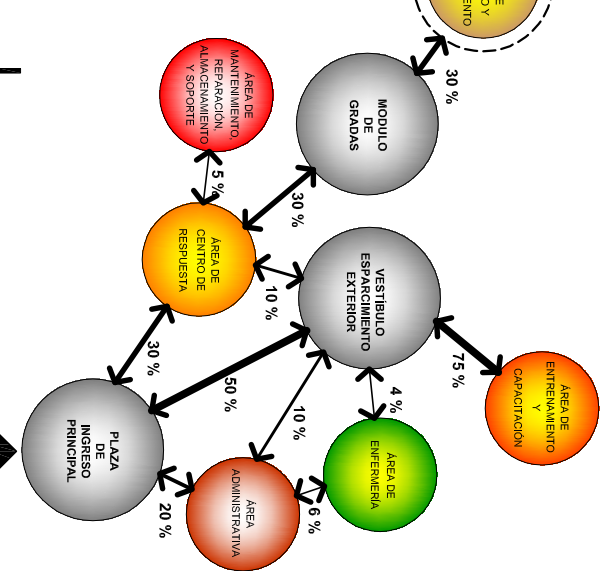 Y
30 %
ÁREA DE
MANTENIMIENTO,
REPARACIÓN,
ALMACENAMIENTO
Y SOPORTE
MODULO
DE
GRADAS
5 %
30 %
ÁREA DE
CENTRO DE
RESPUESTA
10 %
VESTÍBULO
ESPARCIMIENTO
EXTERIOR
75 %
ÁREA DE
ENTRENAMIENTO
Y
CAPACITACIÓN
30 %
50 %
4 %
10 %
ÁREA DE
ENFERMERÍA
PLAZA
DE
INGRESO
PRINCIPAL
20 %
ÁREA
ADMINISTRATIVA
6 %